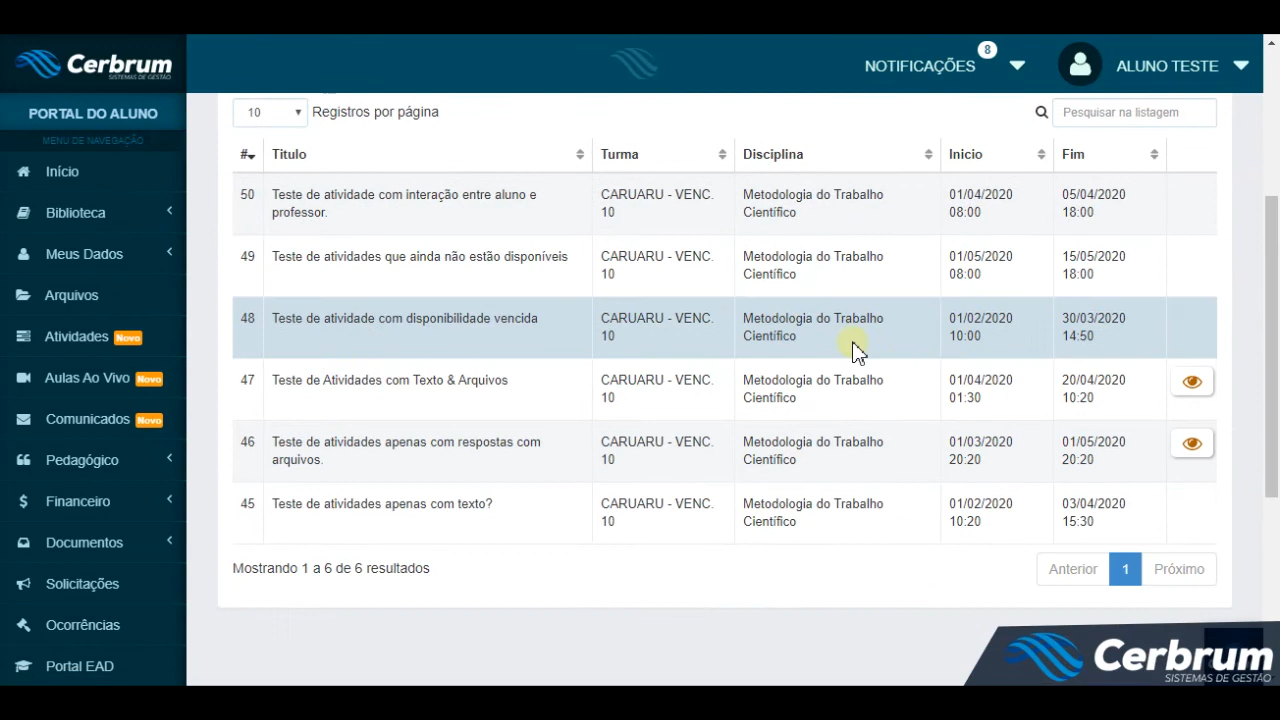 Cerbrum
SISTEMAS DE GESTÃO
NOTIFICAÇÕES
8
ALUNO TESTE
PORTAL DO ALUNO
MENU DE NAVEGAÇÃO
Início
Biblioteca
Meus Dados
Arquivos
Atividades Novo
Aulas Ao Vivo Novo
Comunicados Novo
Pedagógico
Financeiro
Documentos
Solicitações
Ocorrências
Portal EAD
10 Registros por página
Pesquisar na listagem
# Titulo Turma Disciplina Inicio Fim
50 Teste de atividade com interação entre aluno e CARUARU - VENC. Metodologia do Trabalho 01/04/2020 05/04/2020
professor. 10 Científico 08:00 18:00
49 Teste de atividades que ainda não estão disponíveis CARUARU - VENC. Metodologia do Trabalho 01/05/2020 15/05/2020
10 Científico 08:00 18:00
48 Teste de atividade com disponibilidade vencida CARUARU - VENC. Metodologia do Trabalho 01/02/2020 30/03/2020
10 Científico 10:00 14:50
47 Teste de Atividades com Texto & Arquivos CARUARU - VENC. Metodologia do Trabalho 01/04/2020 20/04/2020
10 Científico 01:30 10:20
46 Teste de atividades apenas com respostas com CARUARU - VENC. Metodologia do Trabalho 01/03/2020 01/05/2020
arquivos. 10 Científico 20:20 20:20
45 Teste de atividades apenas com texto? CARUARU - VENC. Metodologia do Trabalho 01/02/2020 03/04/2020
10 Científico 10:20 15:30
Mostrando 1 a 6 de 6 resultados
Anterior 1 Próximo
Cerbrum
SISTEMAS DE GESTÃO